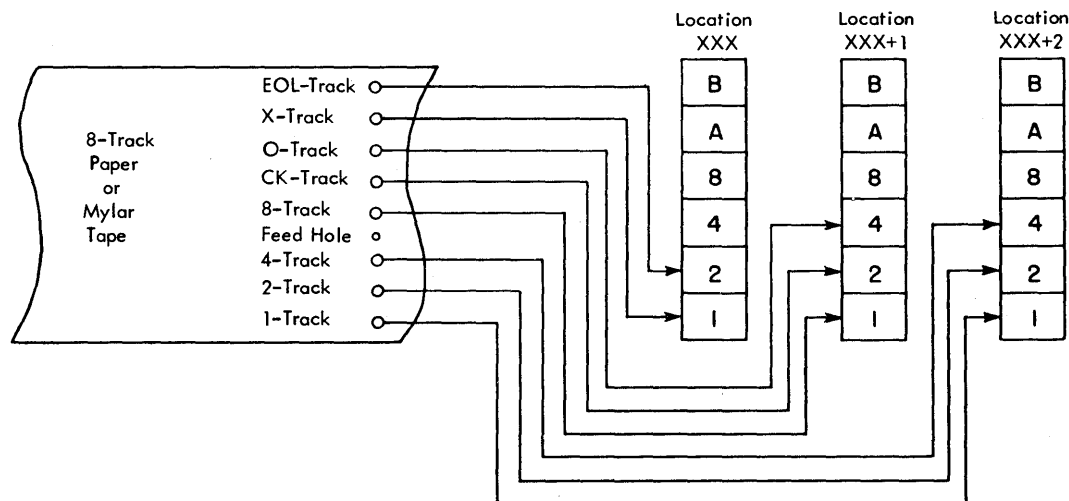 8-Track
Paper
or
Mylar
Tape
EOL-Track
X-Track
O-Track
CK-Track
8-Track
Feed Hole
4-Track
2-Track
1-Track
Location
XXX
B
A
8
4
2
1
Location
XXX+1
B
A
8
4
2
1
Location
XXX+2
B
A
8
4
2
1